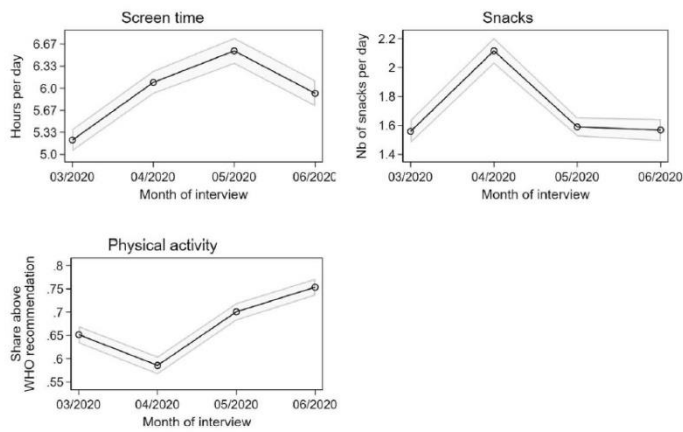 Screen time
Hours per day
6.67
6.33
6.0
5.67
5.33
5.0
03/2020 04/2020 05/2020 06/2020
Month of interview
Snacks
Nb of snacks per day
2.2
2
1.8
1.6
1.4
03/2020 04/2020 05/2020 06/2020
Month of interview
Physical activity
Share above
WHO recommendation
.8
.75
.65
.6
.55
03/2020 04/2020 05/2020 06/2020
Month of interview